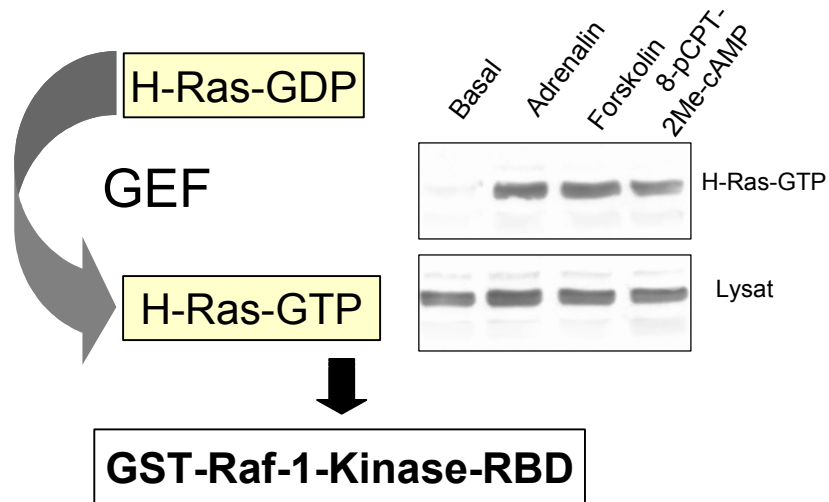 H-Ras-GDP
GEF
H-Ras-GTP
GST-Raf-1-Kinase-RBD
Basal
Adrenalin
Forskolin
8-pCPT-
2Me-cAMP
H-Ras-GTP
Lysat